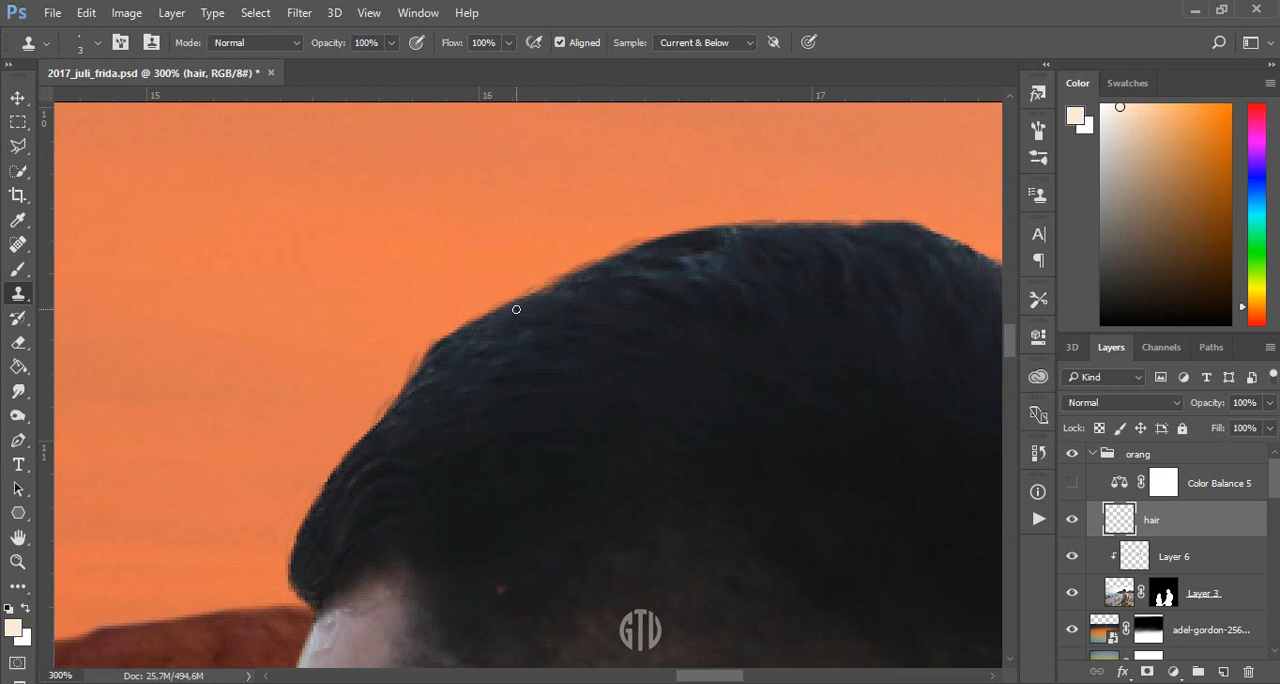 Ps File Edit Image Layer Type Select Filter 3D View Window Help
3 Mode: Normal Opacity: 100% Flow: 100% Aligned Sample: Current & Below
2017_juli_frida.psd @ 300% (hair, RGB/8#) * ×
15 16 17
10
11
Color Swatches
3D Layers Channels Paths
Kind
Normal Opacity: 100%
Lock: Fill: 100%
orang
Color Balance 5
hair
Layer 6
Layer 3
adel-gordon-256...
GTV
300% Doc: 25,7M/494,6M